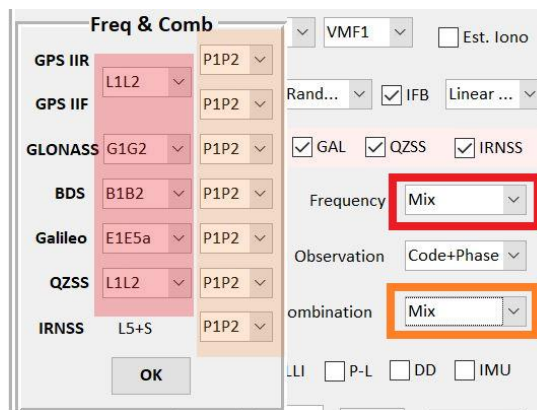 Freq & Comb
GPS IIR L1L2 P1P2
GPS IIF P1P2
GLONASS G1G2 P1P2
BDS B1B2 P1P2
Galileo E1E5a P1P2
QZSS L1L2 P1P2
IRNSS L5+S P1P2
OK
VMF1 Est. Iono
Rand... IFB Linear ...
GAL QZSS IRNSS
Frequency Mix
Observation Code+Phase
ombination Mix
LLI P-L DD IMU